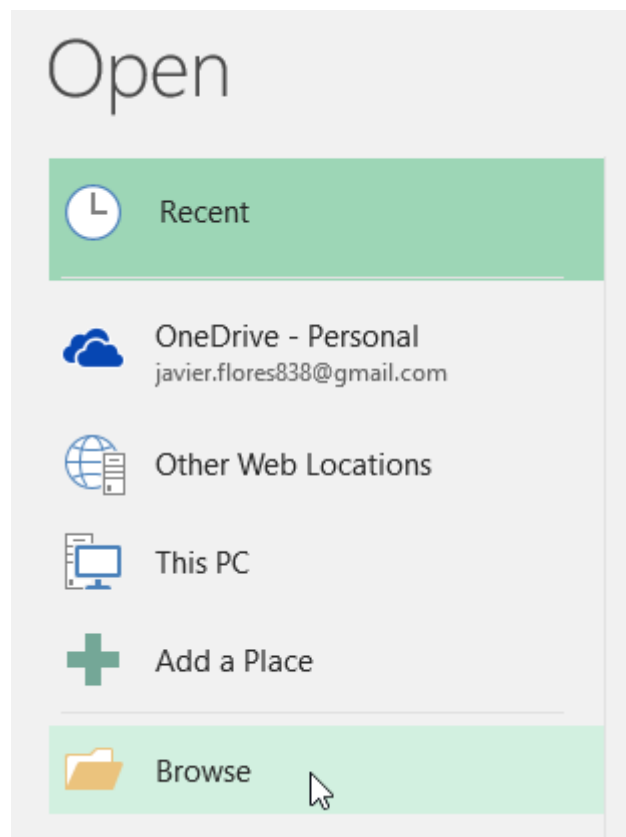 Open
Recent
OneDrive - Personal
javier.flores838@gmail.com
Other Web Locations
This PC
Add a Place
Browse